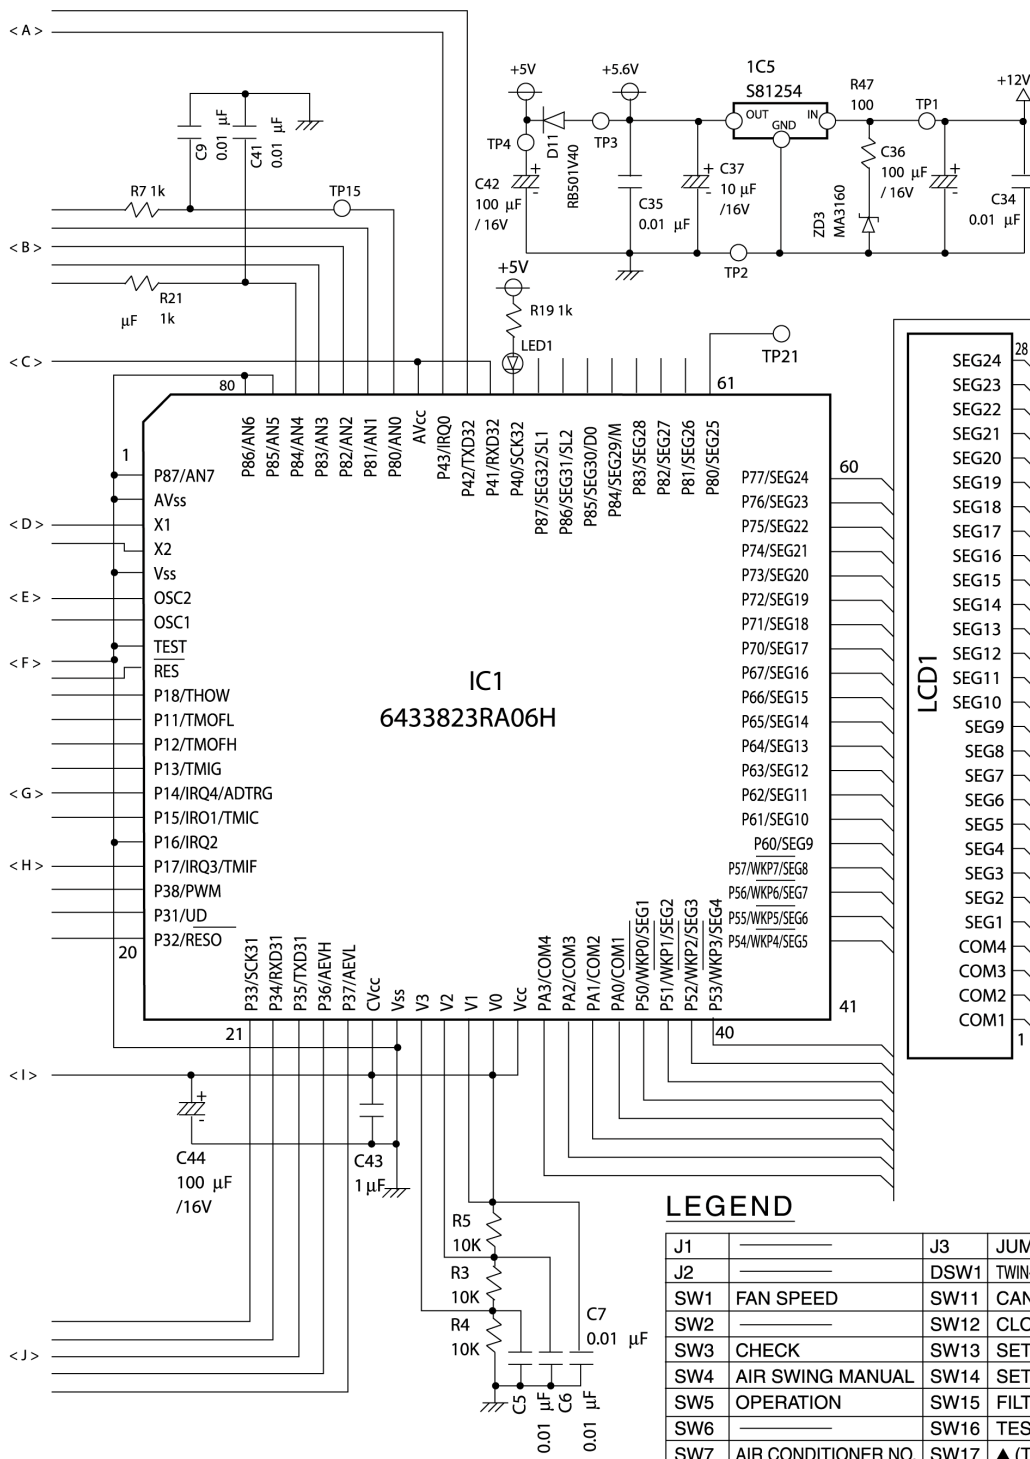 < A >
C9
0.01 µF
C41
0.01 µF
R7 1k
TP15
< B >
R21
1k
µF
< C >
+5V
TP4
C42
100 µF
/ 16V
D11
RB501V40
+5.6V
TP3
C35
0.01 µF
C37
10 µF
/16V
1C5
S81254
OUT
IN
GND
R47
100
TP1
+12V
C36
100 µF
/ 16V
ZD3
MA3160
C34
0.01 µF
TP2
+5V
R19 1k
LED1
TP21
80
61
P86/AN6
P85/AN5
P84/AN4
P83/AN3
P82/AN2
P81/AN1
P80/AN0
AVcc
P43/IRQ0
P42/TXD32
P41/RXD32
P40/SCK32
P87/SEG32/SL1
P86/SEG31/SL2
P85/SEG30/D0
P84/SEG29/M
P83/SEG28
P82/SEG27
P81/SEG26
P80/SEG25
1
P87/AN7
AVss
< D >
X1
X2
Vss
< E >
OSC2
OSC1
TEST
< F >
RES
P18/THOW
P11/TMOFL
P12/TMOFH
P13/TMIG
< G >
P14/IRQ4/ADTRG
P15/IRO1/TMIC
P16/IRQ2
< H >
P17/IRQ3/TMIF
P38/PWM
P31/UD
P32/RESO
20
IC1
6433823RA06H
60
P77/SEG24
P76/SEG23
P75/SEG22
P74/SEG21
P73/SEG20
P72/SEG19
P71/SEG18
P70/SEG17
P67/SEG16
P66/SEG15
P65/SEG14
P64/SEG13
P63/SEG12
P62/SEG11
P61/SEG10
P60/SEG9
P57/WKP7/SEG8
P56/WKP6/SEG7
P55/WKP5/SEG6
P54/WKP4/SEG5
41
21
P33/SCK31
P34/RXD31
P35/TXD31
P36/AEVH
P37/AEVL
CVcc
Vss
V3
V2
V1
V0
Vcc
PA3/COM4
PA2/COM3
PA1/COM2
PA0/COM1
P50/WKP0/SEG1
P51/WKP1/SEG2
P52/WKP2/SEG3
P53/WKP3/SEG4
40
LCD1
28
SEG24
SEG23
SEG22
SEG21
SEG20
SEG19
SEG18
SEG17
SEG16
SEG15
SEG14
SEG13
SEG12
SEG11
SEG10
SEG9
SEG8
SEG7
SEG6
SEG5
SEG4
SEG3
SEG2
SEG1
COM4
COM3
COM2
COM1
1
< I >
C44
100 µF
/16V
C43
1 µF
R5
10K
R3
10K
R4
10K
C7
0.01 µF
C5
0.01 µF
C6
0.01 µF
< J >
LEGEND
J1 J3 JUM
J2 DSW1 TWIN
SW1 FAN SPEED SW11 CAN
SW2 SW12 CLO
SW3 CHECK SW13 SET
SW4 AIR SWING MANUAL SW14 SET
SW5 OPERATION SW15 FILT
SW6 SW16 TES
SW7 AIR CONDITIONER NO. SW17 ▲ (T